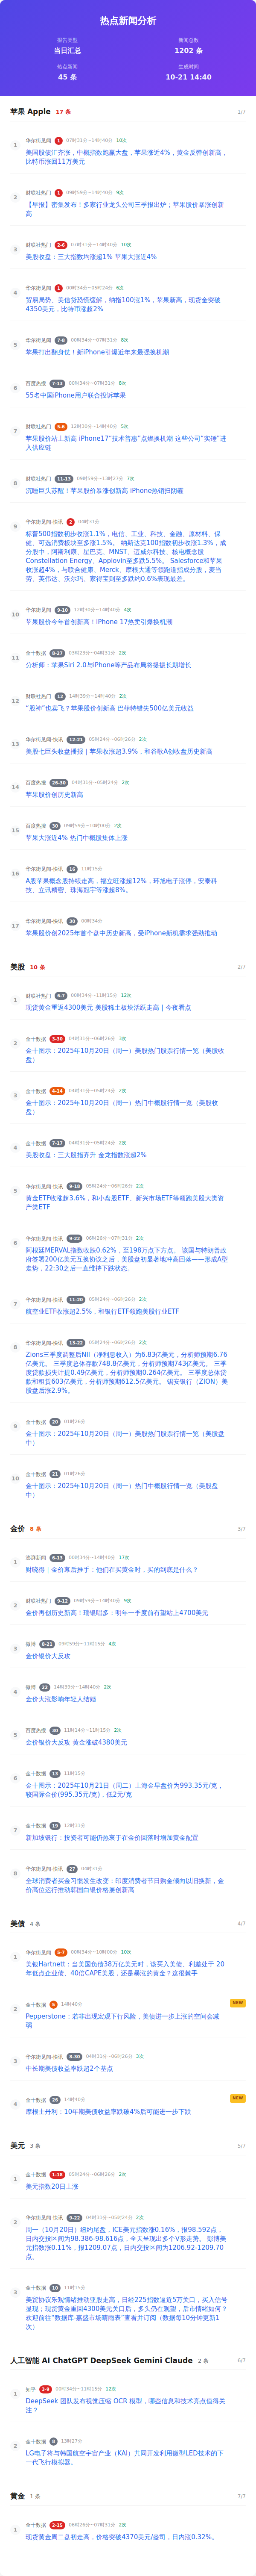 热点新闻分析
报告类型
新闻总数
当日汇总
1202 条
热点新闻
生成时间
45 条
10-21 14:40
苹果 Apple 17 条 1/7
1
华尔街见闻 1 07时31分~14时40分 10次
美国股债汇齐涨，中概指数跑赢大盘，苹果涨近4%，黄金反弹创新高，
比特币涨回11万美元
2
财联社热门 1 09时59分~14时40分 9次
【早报】密集发布！多家行业龙头公司三季报出炉；苹果股价暴涨创新
高
3
财联社热门 2-6 07时31分~14时40分 10次
美股收盘：三大指数均涨超1% 苹果大涨近4%
4
华尔街见闻 1 00时34分~05时24分 6次
贸易局势、美信贷恐慌缓解，纳指100涨1%，苹果新高，现货金突破
4350美元，比特币涨超2%
5
华尔街见闻 7-8 00时34分~07时31分 8次
苹果打出翻身仗！新iPhone引爆近年来最强换机潮
6
百度热搜 7-13 00时34分~07时31分 8次
55名中国iPhone用户联合投诉苹果
7
财联社热门 5-6 12时30分~14时40分 5次
苹果股价站上新高 iPhone17“技术普惠”点燃换机潮 这些公司“实锤”进
入供应链
8
财联社热门 11-13 09时59分~13时27分 7次
沉睡巨头苏醒！苹果股价暴涨创新高 iPhone热销扫阴霾
9
华尔街见闻-快讯 2 04时31分
标普500指数初步收涨1.1%，电信、工业、科技、金融、原材料、保
健、可选消费板块至多涨1.5%。 纳斯达克100指数初步收涨1.3%，成
分股中，阿斯利康、星巴克、MNST、迈威尔科技、核电概念股
Constellation Energy、Applovin至多跌5.5%。 Salesforce和苹果
收涨超4%，与联合健康、Merck、摩根大通等领跑道指成分股，麦当
劳、英伟达、沃尔玛、家得宝则至多跌约0.6%表现最差。
10
华尔街见闻 9-10 12时30分~14时40分 4次
苹果股价今年首创新高！iPhone 17热卖引爆换机潮
11
金十数据 8-27 03时23分~04时31分 2次
分析师：苹果Siri 2.0与iPhone等产品布局将提振长期增长
12
财联社热门 12 14时39分~14时40分 2次
“股神”也卖飞？苹果股价创新高 巴菲特错失500亿美元收益
13
华尔街见闻-快讯 12-21 05时24分~06时26分 2次
美股七巨头收盘播报｜苹果收涨超3.9%，和谷歌A创收盘历史新高
14
百度热搜 26-30 04时31分~05时24分 2次
苹果股价创历史新高
15
百度热搜 30 09时59分~10时00分 2次
苹果大涨近4% 热门中概股集体上涨
16
华尔街见闻-快讯 16 11时15分
A股苹果概念股持续走高，福立旺涨超12%，环旭电子涨停，安泰科
技、立讯精密、珠海冠宇等涨超8%。
17
华尔街见闻-快讯 30 00时34分
苹果股价创2025年首个盘中历史新高，受iPhone新机需求强劲推动
美股 10 条 2/7
1
财联社热门 6-7 00时34分~11时15分 12次
现货黄金重返4300美元 美股稀土板块活跃走高 | 今夜看点
2
金十数据 3-30 04时31分~06时26分 3次
金十图示：2025年10月20日（周一）美股热门股票行情一览（美股收
盘）
3
金十数据 4-14 04时31分~05时24分 2次
金十图示：2025年10月20日（周一）热门中概股行情一览（美股收
盘）
4
金十数据 7-17 04时31分~05时24分 2次
美股收盘：三大股指齐升 金龙指数涨超2%
5
华尔街见闻-快讯 9-18 05时24分~06时26分 2次
黄金ETF收涨超3.6%，和小盘股ETF、新兴市场ETF等领跑美股大类资
产类ETF
6
华尔街见闻-快讯 9-22 06时26分~07时31分 2次
阿根廷MERVAL指数收跌0.62%，至198万点下方点。 该国与特朗普政
府签署200亿美元互换协议之后，美股盘初显著地冲高回落——形成A型
走势，22:30之后一直维持下跌状态。
7
华尔街见闻-快讯 11-20 05时24分~06时26分 2次
航空业ETF收涨超2.5%，和银行ETF领跑美股行业ETF
8
华尔街见闻-快讯 13-22 05时24分~06时26分 2次
Zions三季度调整后NII（净利息收入）为6.83亿美元，分析师预期6.76
亿美元。 三季度总体存款748.8亿美元，分析师预期743亿美元。 三季
度贷款损失计提0.49亿美元，分析师预期0.264亿美元。 三季度总体贷
款和租赁603亿美元，分析师预期612.5亿美元。 锡安银行（ZION）美
股盘后涨2.9%。
9
金十数据 20 01时26分
金十图示：2025年10月20日（周一）美股热门股票行情一览（美股盘
中）
10
金十数据 21 01时26分
金十图示：2025年10月20日（周一）热门中概股行情一览（美股盘
中）
金价 8 条 3/7
1
澎湃新闻 6-13 00时34分~14时40分 17次
财晓得｜金价幕后推手：他们在买黄金时，买的到底是什么？
2
财联社热门 9-12 09时59分~14时40分 9次
金价再创历史新高！瑞银唱多：明年一季度前有望站上4700美元
3
微博 8-21 09时59分~11时15分 4次
金价银价大反攻
4
微博 22 14时39分~14时40分 2次
金价大涨影响年轻人结婚
5
百度热搜 30 11时14分~11时15分 2次
金价银价大反攻 黄金涨破4380美元
6
金十数据 13 11时15分
金十图示：2025年10月21日（周二）上海金早盘价为993.35元/克，
较国际金价(995.35元/克)，低2元/克
7
金十数据 19 12时31分
新加坡银行：投资者可能仍热衷于在金价回落时增加黄金配置
8
华尔街见闻-快讯 27 04时31分
全球消费者买金习惯发生改变：印度消费者节日购金倾向以旧换新，金
价高位运行推动韩国白银价格屡创新高
美债 4 条 4/7
1
华尔街见闻 5-7 00时34分~10时00分 10次
美银Hartnett：当美国负债38万亿美元时，该买入美债、利差处于 20
年低点企业债、40倍CAPE美股，还是暴涨的黄金？这很棘手
2
金十数据 5 14时40分 NEW
Pepperstone：若非出现宏观下行风险，美债进一步上涨的空间会减
弱
3
华尔街见闻-快讯 8-30 04时31分~06时26分 3次
中长期美债收益率跌超2个基点
4
金十数据 26 14时40分 NEW
摩根士丹利：10年期美债收益率跌破4%后可能进一步下跌
美元 3 条 5/7
1
金十数据 1-18 05时24分~06时26分 2次
美元指数20日上涨
2
华尔街见闻-快讯 9-22 04时31分~05时24分 2次
周一（10月20日）纽约尾盘，ICE美元指数涨0.16%，报98.592点，
日内交投区间为98.386-98.616点，全天呈现出多个V形走势。 彭博美
元指数涨0.11%，报1209.07点，日内交投区间为1206.92-1209.70
点。
3
金十数据 10 11时15分
美贸协议乐观情绪推动亚股走高，日经225指数逼近5万关口，买入信号
显现；现货黄金重回4300美元关口后，多头仍在观望，后市情绪如何？
欢迎前往“数据库-嘉盛市场晴雨表”查看并订阅（数据每10分钟更新1
次）
人工智能 AI ChatGPT DeepSeek Gemini Claude 2 条 6/7
1
知乎 3-9 00时34分~11时15分 12次
DeepSeek 团队发布视觉压缩 OCR 模型，哪些信息和技术亮点值得关
注？
2
金十数据 8 13时27分
LG电子将与韩国航空宇宙产业（KAI）共同开发利用微型LED技术的下
一代飞行模拟器。
黄金 1 条 7/7
1
金十数据 2-15 06时26分~07时31分 2次
现货黄金周二盘初走高，价格突破4370美元/盎司，日内涨0.32%。